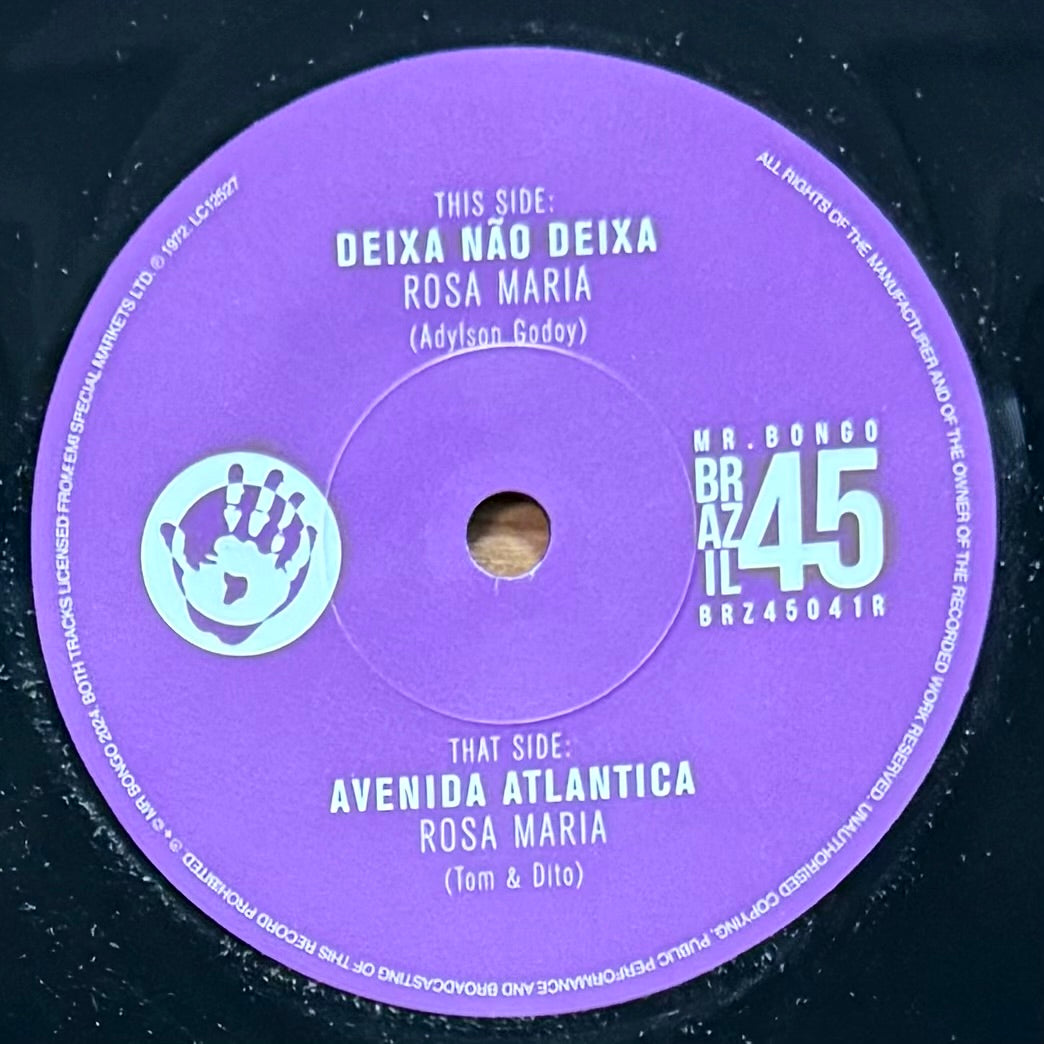 THIS SIDE:
DEIXA NÃO DEIXA
ROSA MARIA
(Adylson Godoy)
MR.BONGO
BR
AZ
IL
45
BRZ45041R
THAT SIDE:
AVENIDA ATLANTICA
ROSA MARIA
(Tom & Dito)
℗ + © MR BONGO 2024. BOTH TRACKS LICENSED FROM EMI SPECIAL MARKETS LTD. ℗ 1972. LC12527
ALL RIGHTS OF THE MANUFACTURER AND OF THE OWNER OF THE RECORDED WORK RESERVED. UNAUTHORISED COPYING, PUBLIC PERFORMANCE AND BROADCASTING OF THIS RECORD PROHIBITED.